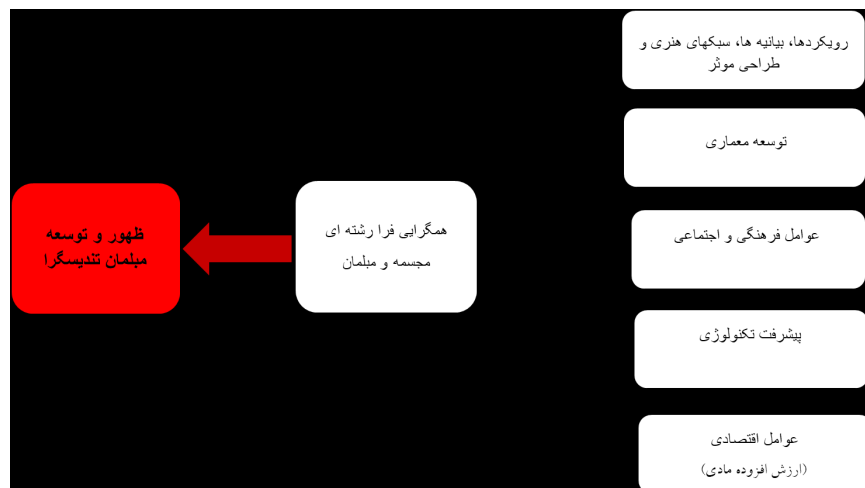 رویکردها، بیانیه ها، سبکهای هنری و
طراحی موثر
توسعه معماری
عوامل فرهنگی و اجتماعی
پیشرفت تکنولوژی
عوامل اقتصادی
(ارزش افزوده مادی)
همگرایی فرا رشته ای
مجسمه و مبلمان
ظهور و توسعه
مبلمان تندیسگرا